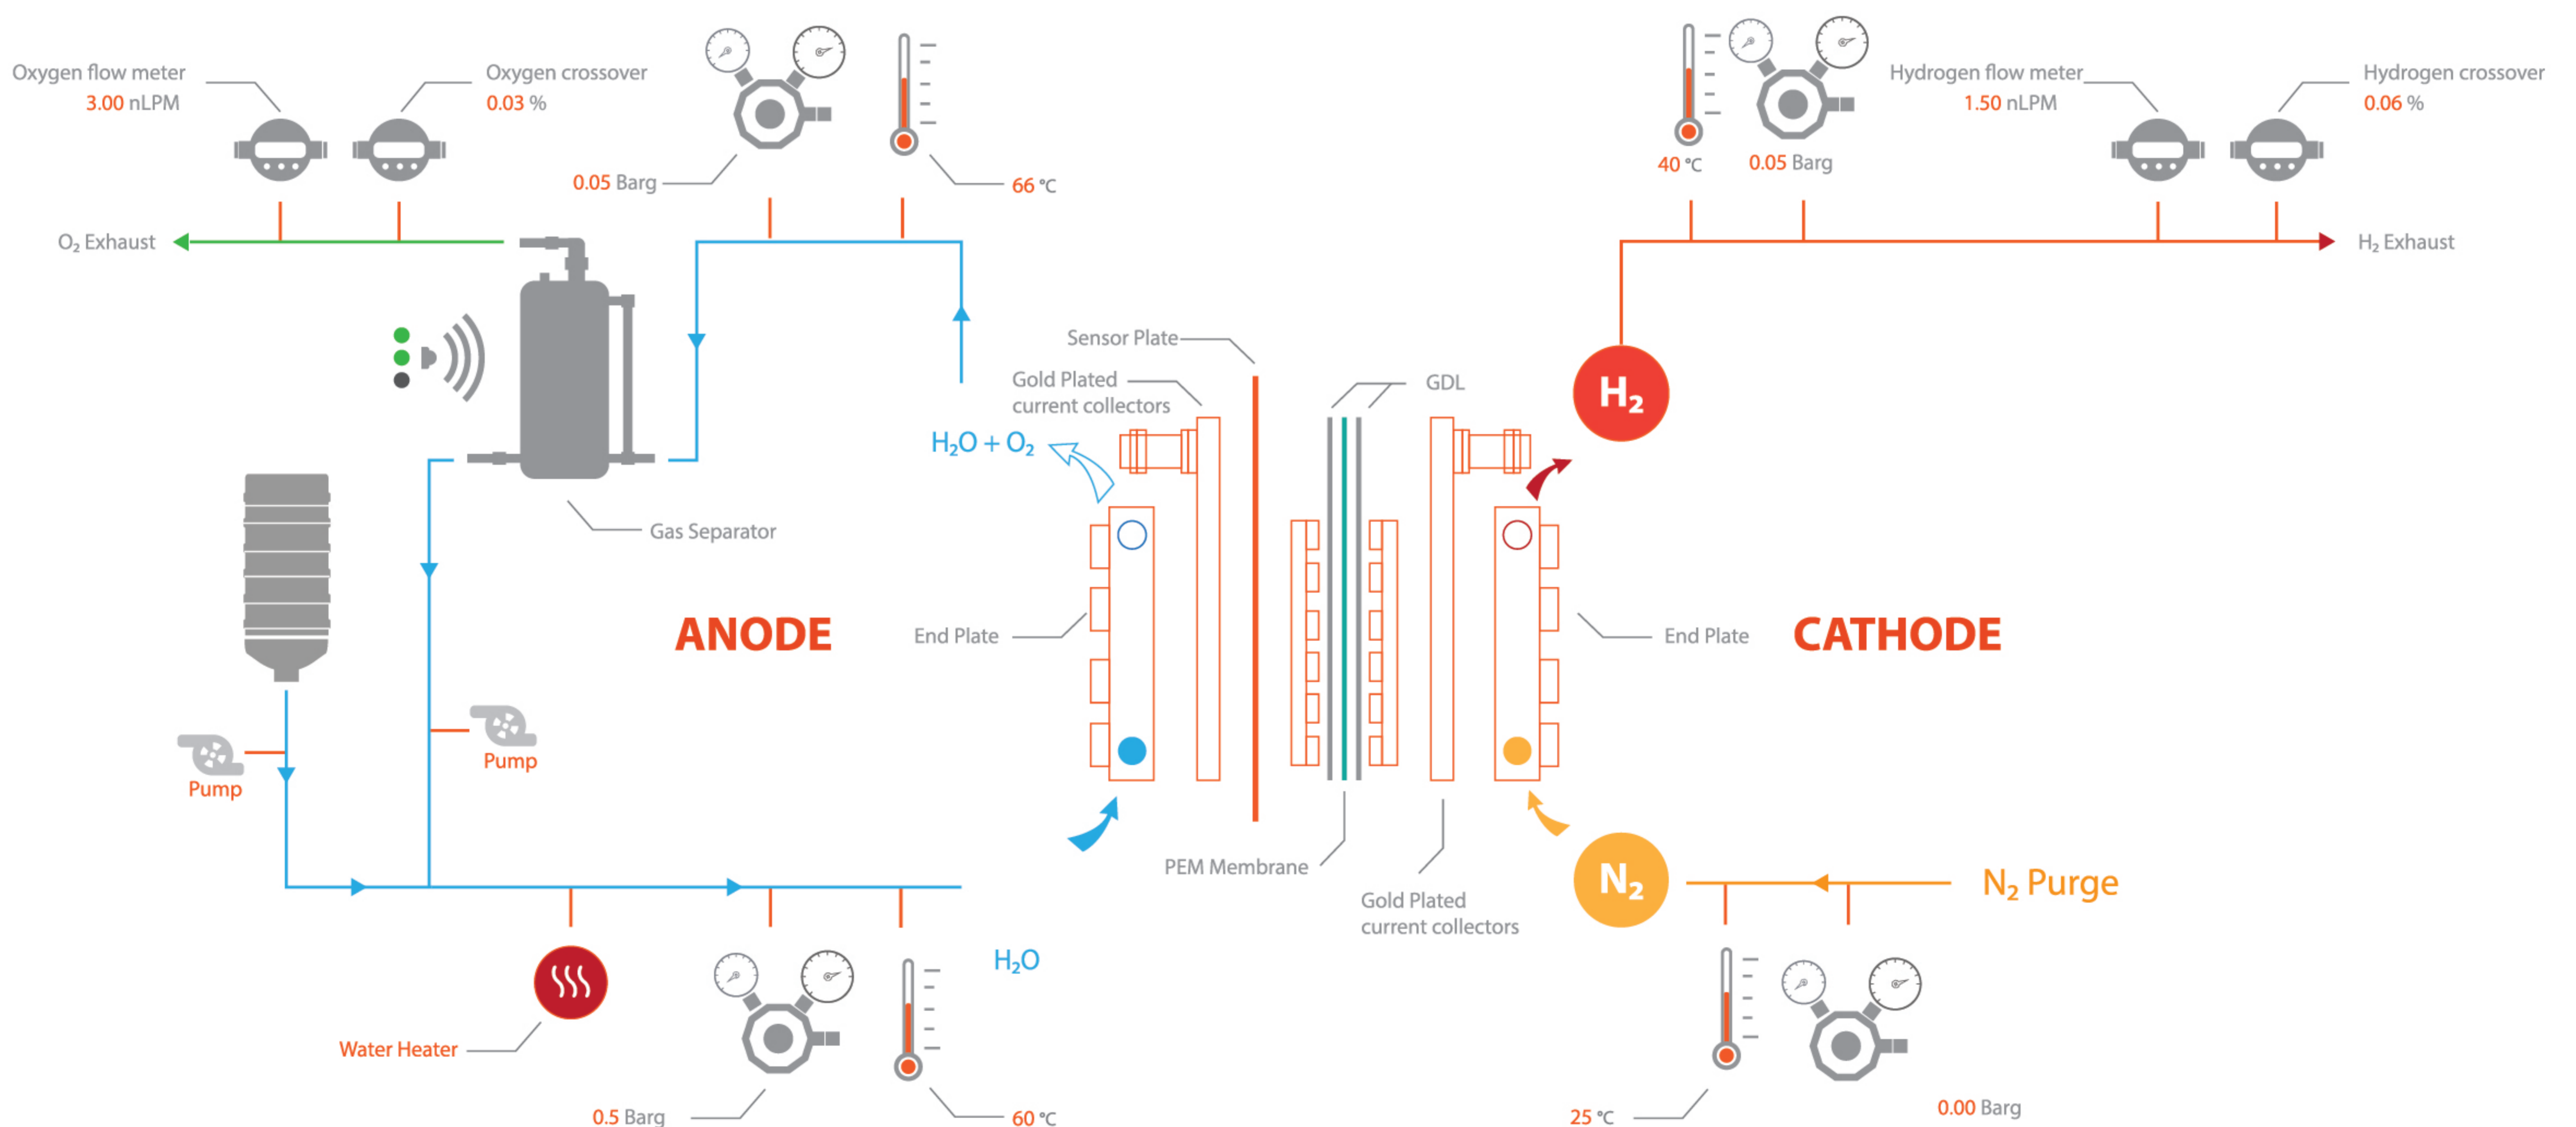 Oxygen flow meter
3.00 nLPM
Oxygen crossover
0.03 %
0.05 Barg
66 °C
40 °C
0.05 Barg
Hydrogen flow meter
1.50 nLPM
Hydrogen crossover
0.06 %
O₂ Exhaust
H₂ Exhaust
Sensor Plate
Gold Plated
current collectors
GDL
H₂
H₂O + O₂
Gas Separator
ANODE
End Plate
End Plate
CATHODE
Pump
Pump
PEM Membrane
Gold Plated
current collectors
N₂
N₂ Purge
H₂O
Water Heater
0.5 Barg
60 °C
25 °C
0.00 Barg